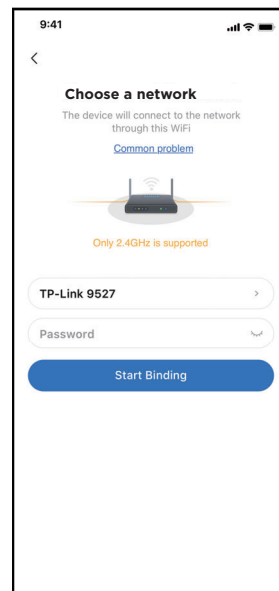 9:41
Choose a network
The device will connect to the network
through this WiFi
Common problem
Only 2.4GHz is supported
TP-Link 9527
Password
Start Binding